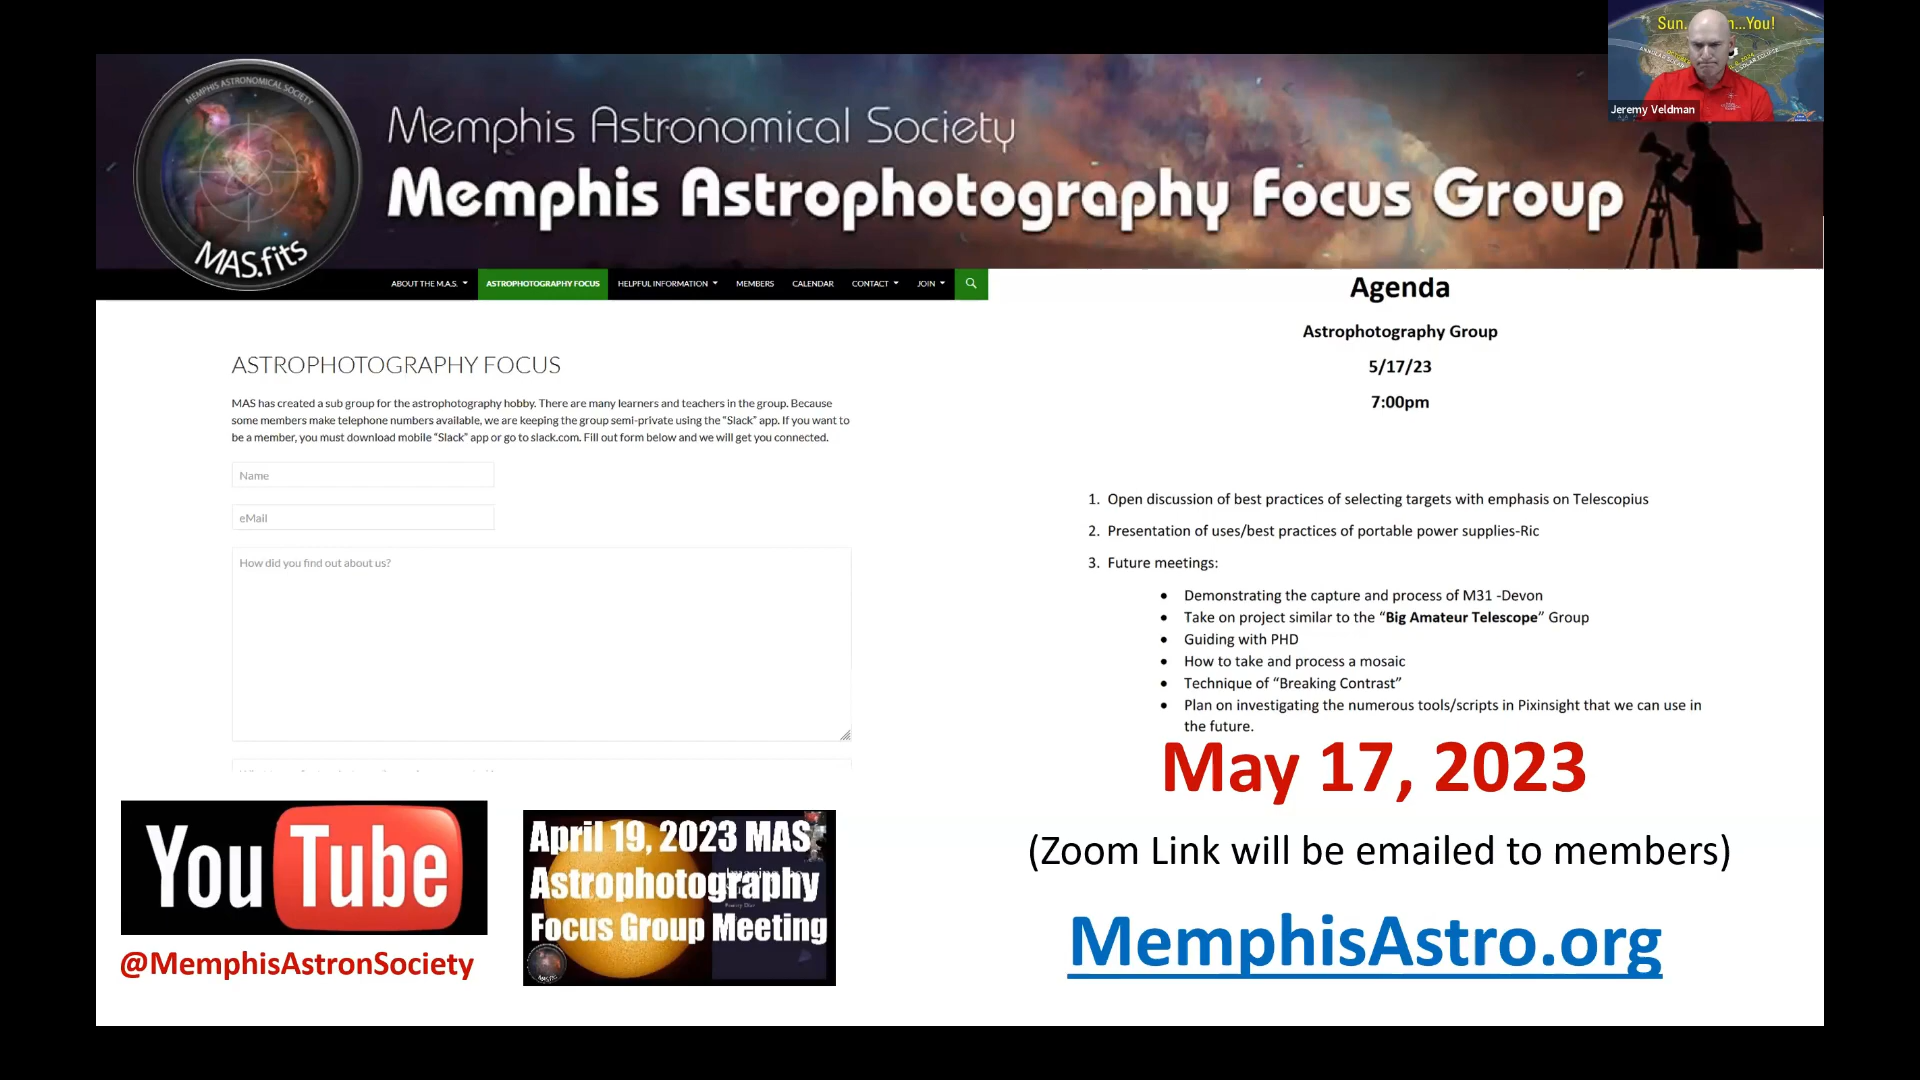 Sun.
n...You!
Jeremy Veldman
MEMPHIS ASTRONOMICAL SOCIETY
MAS.fits
Memphis Astronomical Society
Memphis Astrophotography Focus Group
ABOUT THE M.A.S. ASTROPHOTOGRAPHY FOCUS HELPFUL INFORMATION MEMBERS CALENDAR CONTACT JOIN
ASTROPHOTOGRAPHY FOCUS
MAS has created a sub group for the astrophotography hobby. There are many learners and teachers in the group. Because
some members make telephone numbers available, we are keeping the group semi-private using the "Slack" app. If you want to
be a member, you must download mobile "Slack" app or go to slack.com. Fill out form below and we will get you connected.
Name
eMail
How did you find out about us?
YouTube
@MemphisAstronSociety
April 19, 2023 MAS
Astrophotography
Focus Group Meeting
Agenda
Astrophotography Group
5/17/23
7:00pm
1. Open discussion of best practices of selecting targets with emphasis on Telescopius
2. Presentation of uses/best practices of portable power supplies-Ric
3. Future meetings:
• Demonstrating the capture and process of M31 -Devon
• Take on project similar to the “Big Amateur Telescope” Group
• Guiding with PHD
• How to take and process a mosaic
• Technique of “Breaking Contrast”
• Plan on investigating the numerous tools/scripts in Pixinsight that we can use in
the future.
May 17, 2023
(Zoom Link will be emailed to members)
MemphisAstro.org